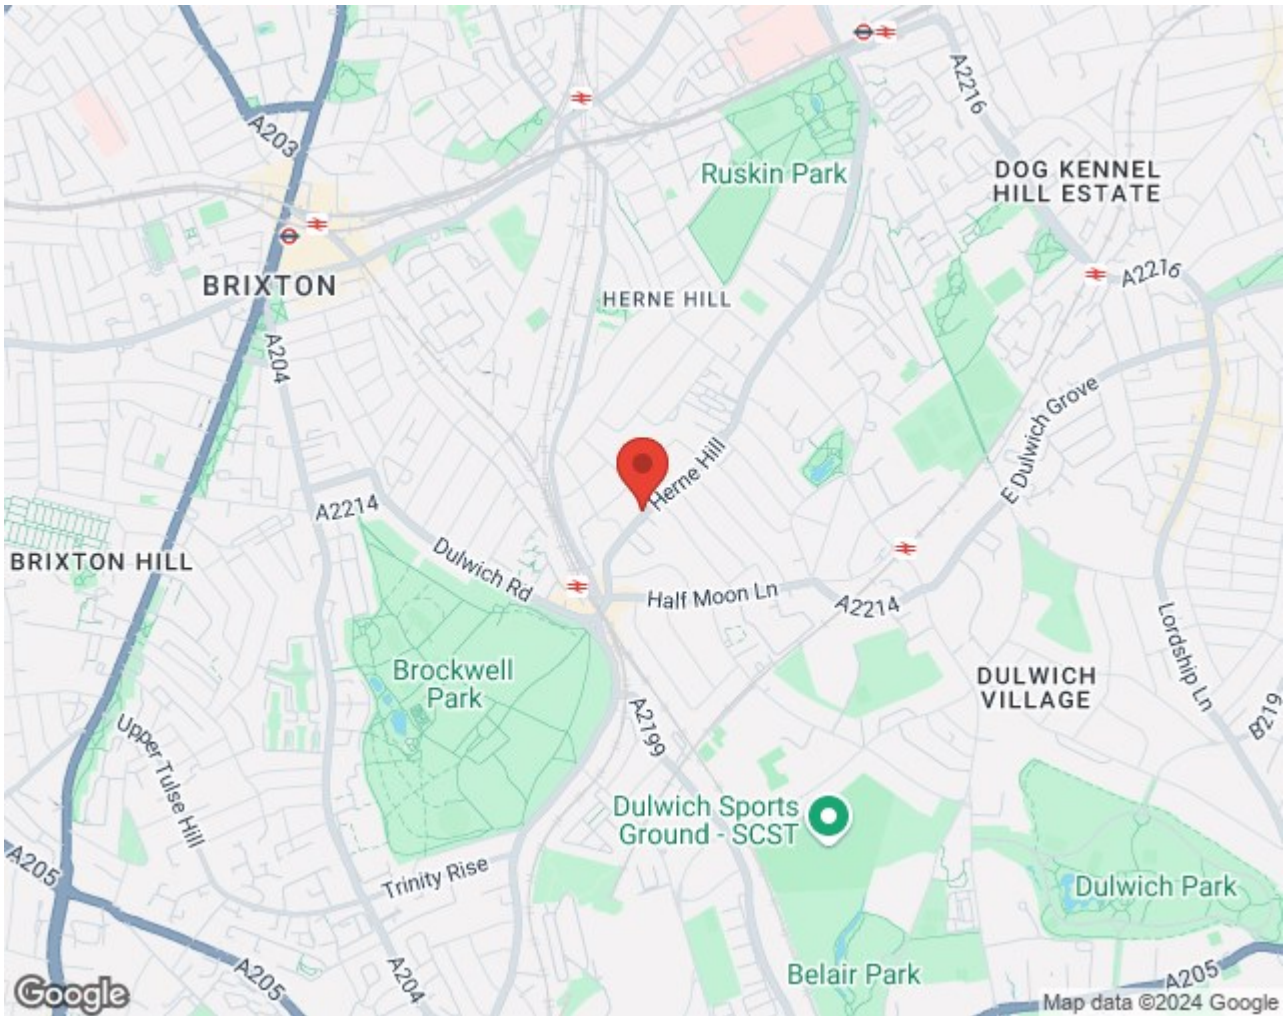 A2216
A203
Ruskin Park
DOG KENNEL
HILL ESTATE
A2216
BRIXTON
HERNE HILL
A204
E Dulwich Grove
Herne Hill
A2214
BRIXTON HILL
Dulwich Rd
Half Moon Ln
A2214
Lordship Ln
Brockwell
Park
DULWICH
VILLAGE
B219
A2199
Upper Tulse Hill
Dulwich Sports
Ground - SCST
A205
Trinity Rise
Dulwich Park
A205
A204
Belair Park
A205
Google
Map data ©2024 Google